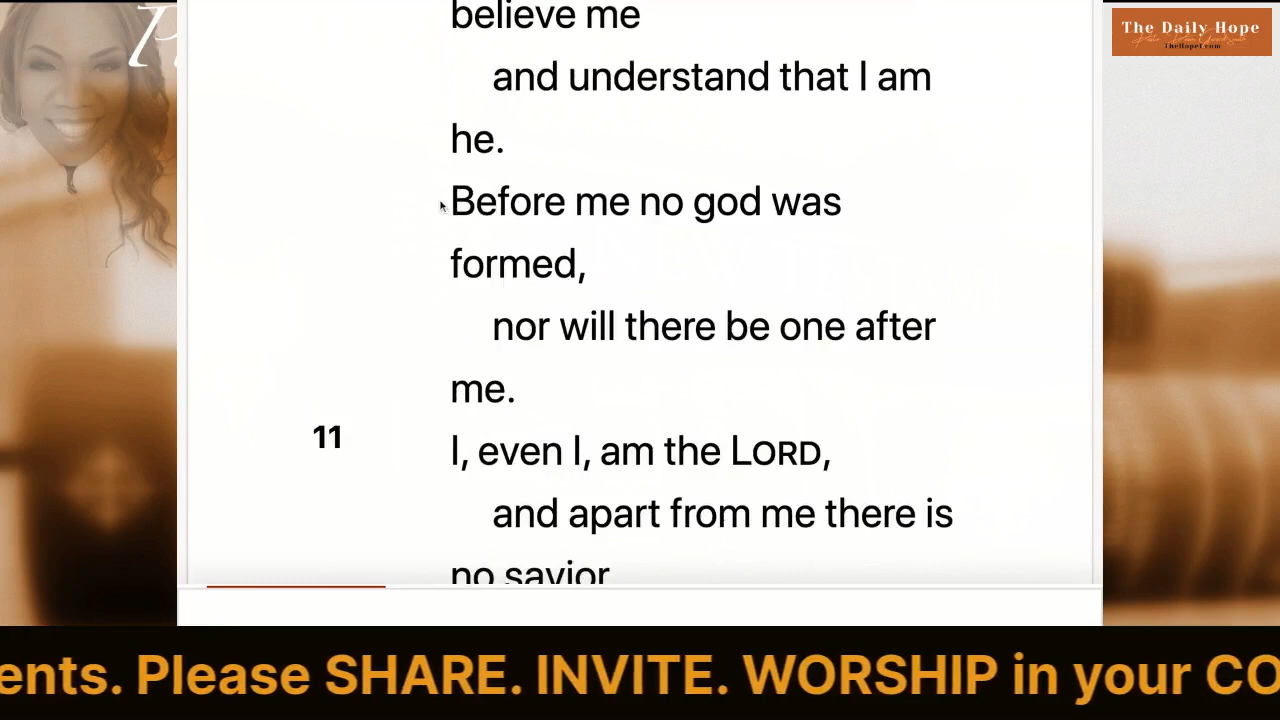 believe me
and understand that I am
he.
Before me no god was
formed,
nor will there be one after
me.
11
I, even I, am the LORD,
and apart from me there is
no savior
The Daily Hope
TheHope1.com
ents. Please SHARE. INVITE. WORSHIP in your CO